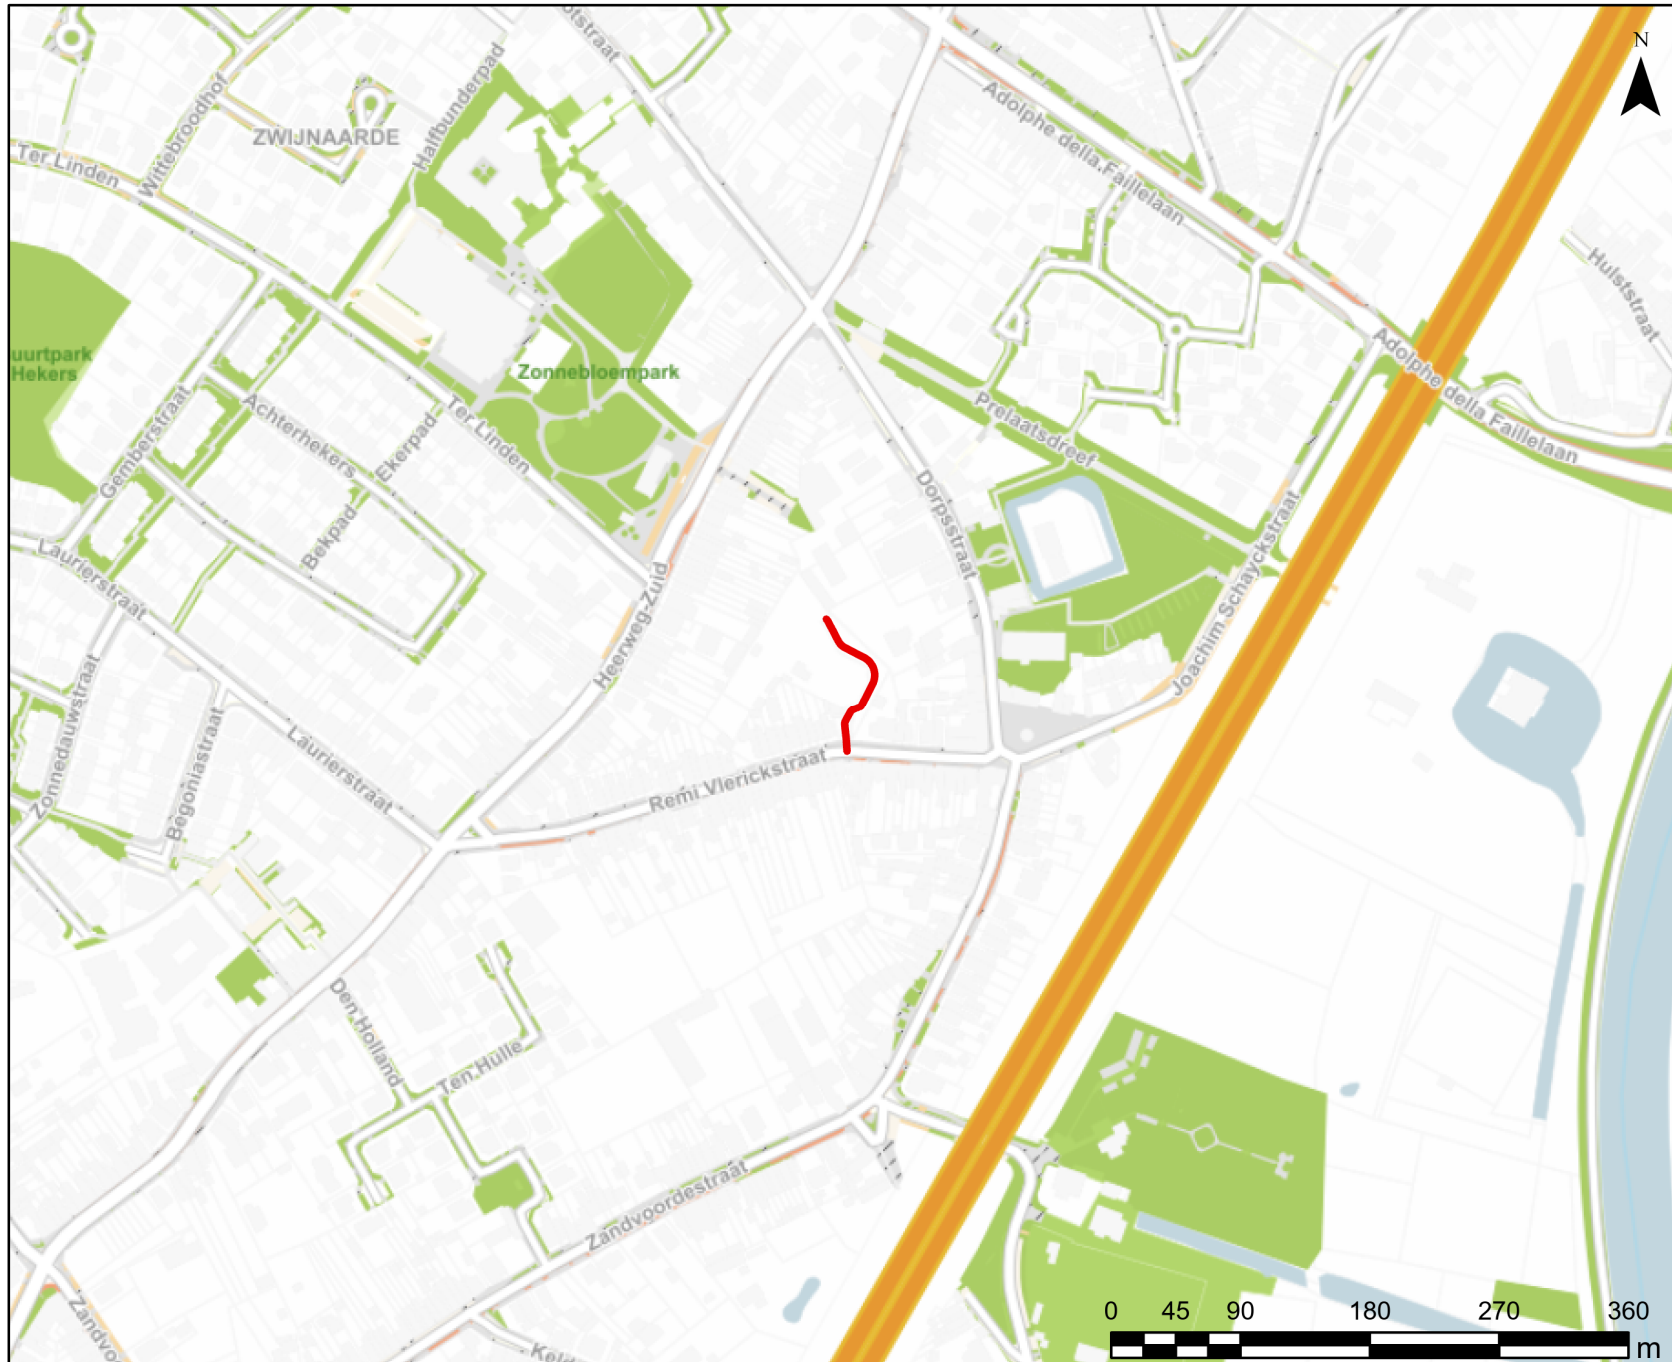 N
Halfbunderpad
Wittebroodhof
ZWIJNAARDE
Ter Linden
Adolphe della Faillelaan
Hulststraat
uurtpark
Hekers
Zonnebloempark
Adolphe della Faillelaan
Gemberstraat
Achterhekers
Ekerpad
Ter Linden
Prelaatsdreef
Dorpsstraat
Bekpad
Laurierstraat
Heerweg-Zuid
Joachim Schayckstraat
Zonnedauwstraat
Begoniastraat
Laurierstraat
Remi Vlerickstraat
Den Holland
Ten Hulle
Zandvoordestraat
Zandvo
0 45 90 180 270 360
m